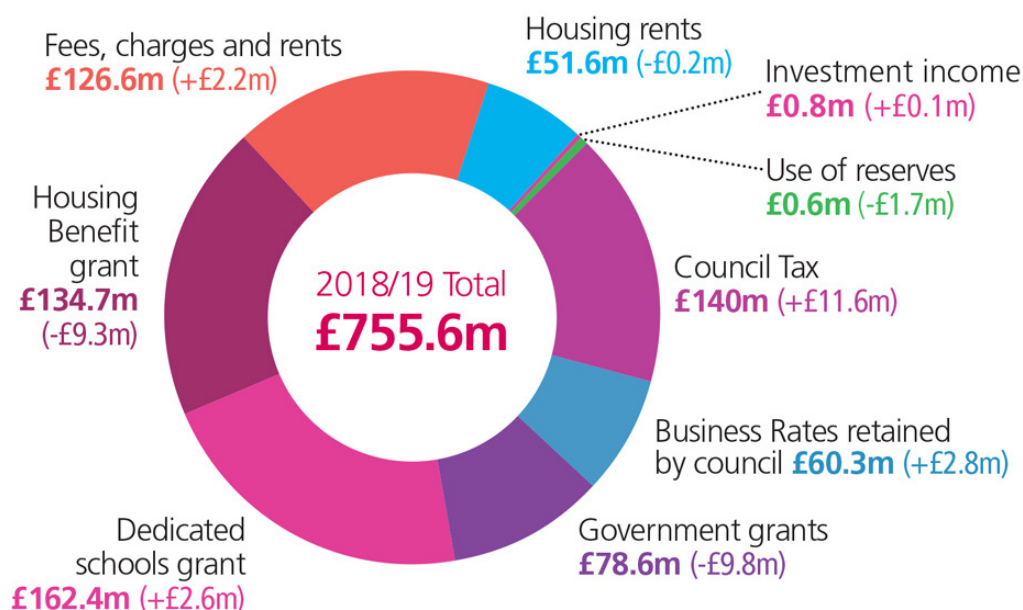 Fees, charges and rents
£126.6m (+£2.2m)
Housing rents
£51.6m (-£0.2m)
Investment income
£0.8m (+£0.1m)
Use of reserves
£0.6m (-£1.7m)
Council Tax
£140m (+£11.6m)
Business Rates retained
by council £60.3m (+£2.8m)
Government grants
£78.6m (-£9.8m)
Dedicated
schools grant
£162.4m (+£2.6m)
Housing
Benefit
grant
£134.7m
(-£9.3m)
2018/19 Total
£755.6m